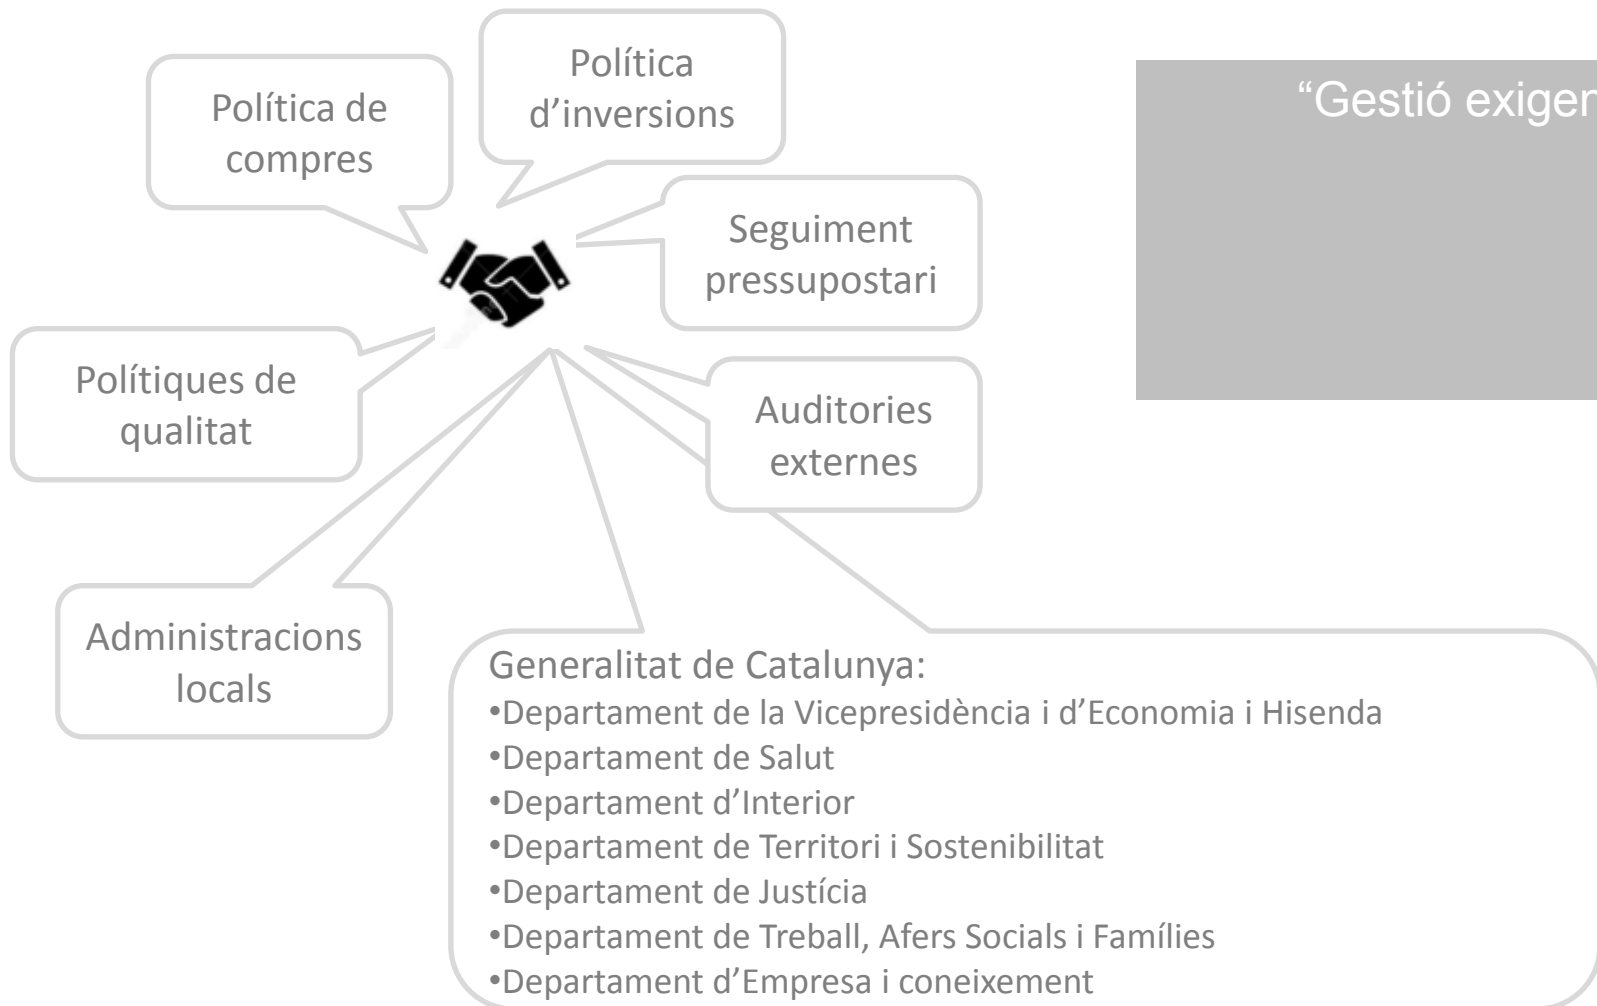 Política
d’inversions
Política de
compres
“Gestió exigen
Seguiment
pressupostari
Polítiques de
qualitat
Auditories
externes
Administracions
locals
Generalitat de Catalunya:
•Departament de la Vicepresidència i d’Economia i Hisenda
•Departament de Salut
•Departament d’Interior
•Departament de Territori i Sostenibilitat
•Departament de Justícia
•Departament de Treball, Afers Socials i Famílies
•Departament d’Empresa i coneixement